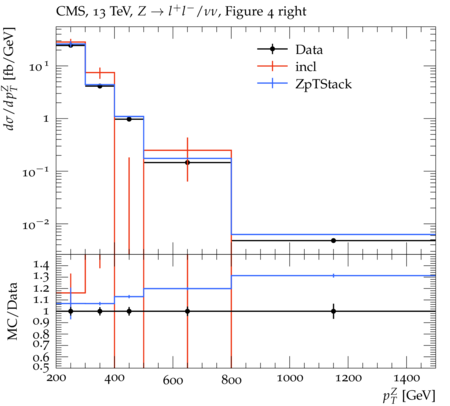 CMS, 13 TeV, Z → l⁺l⁻/νν, Figure 4 right
dσ/dp_T^Z [fb/GeV]
Data
incl
ZpTStack
10¹
1
10⁻¹
10⁻²
MC/Data
1.4
1.3
1.2
1.1
1
0.9
0.8
0.7
0.6
0.5
200 400 600 800 1000 1200 1400
p_T^Z [GeV]